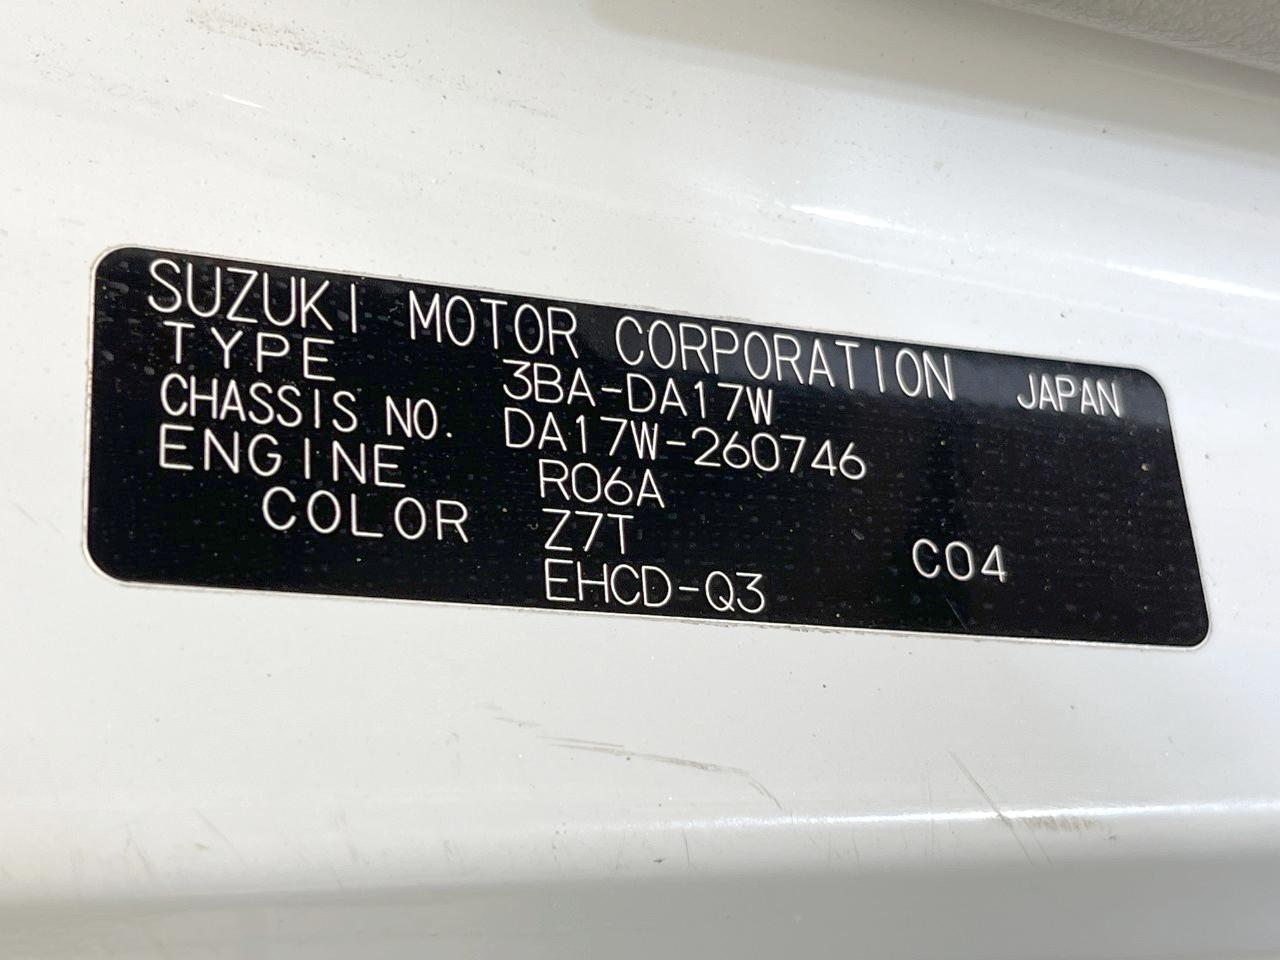 SUZUKI MOTOR CORPORATION JAPAN
TYPE 3BA-DA17W
CHASSIS NO. DA17W-260746
ENGINE R06A
COLOR Z7T C04
EHCD-Q3